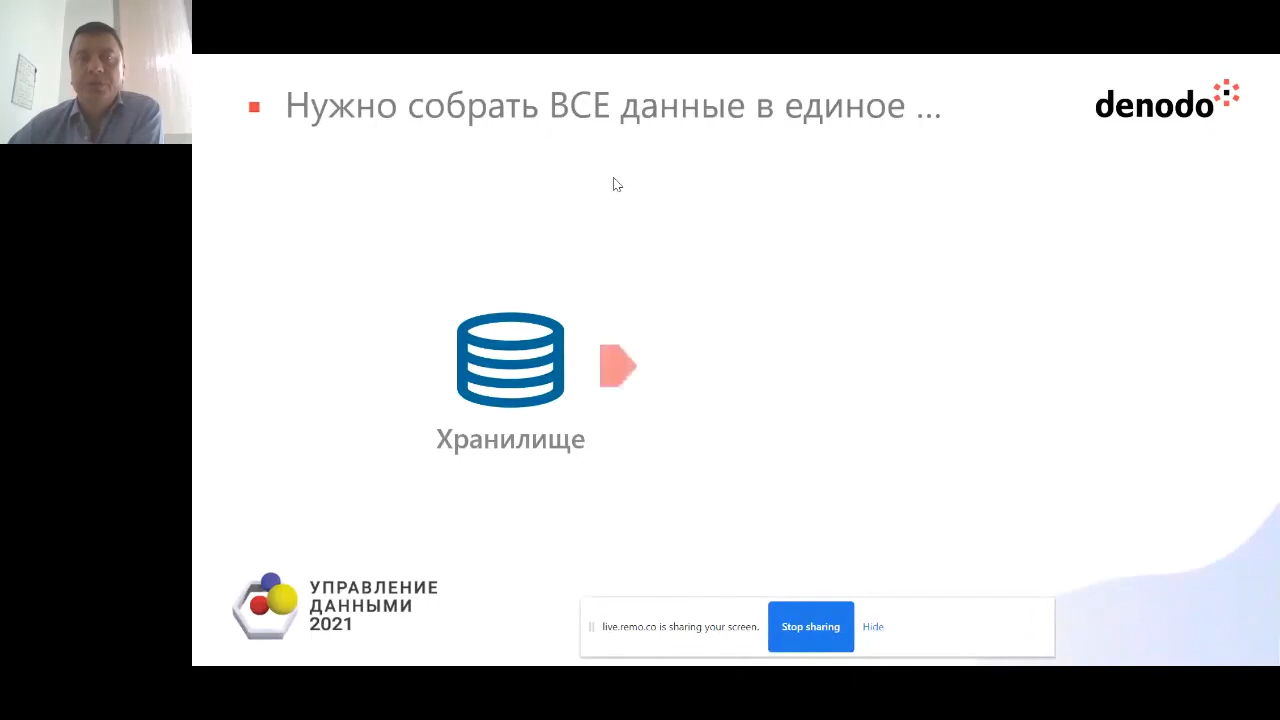 Нужно собрать ВСЕ данные в единое ...
denodo
Хранилище
УПРАВЛЕНИЕ
ДАННЫМИ
2021
live.remo.co is sharing your screen.
Stop sharing
Hide